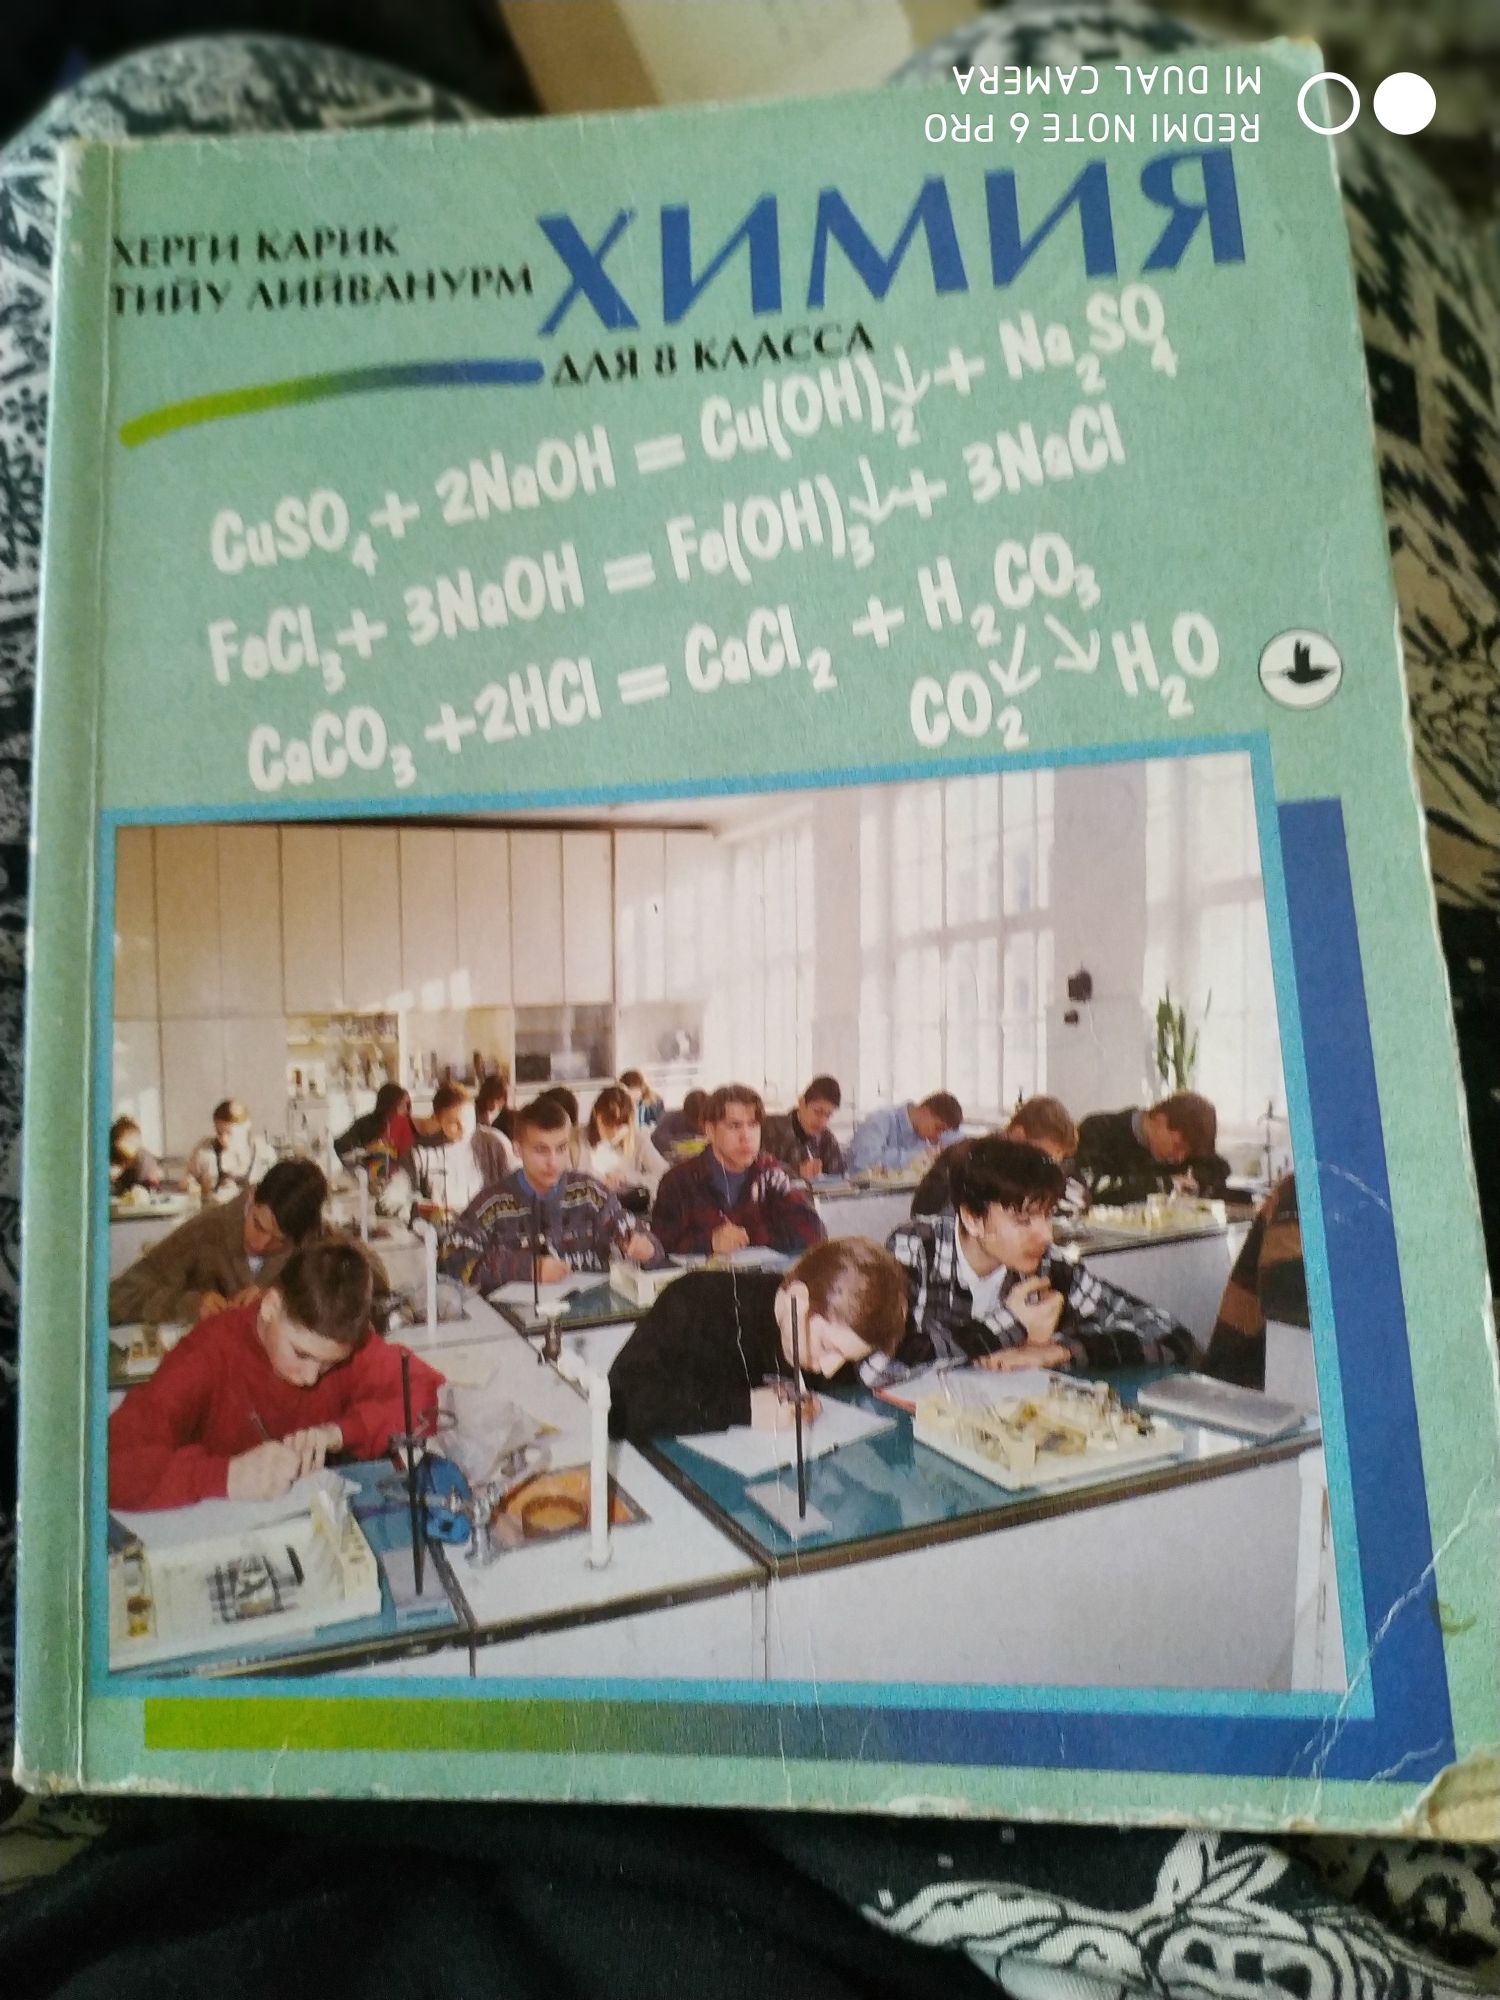 REDMI NOTE 6 PRO
MI DUAL CAMERA
ХЕРГИ КАРИК
ТИЙУ ЛИЙВАНУРМ
ХИМИЯ
ДЛЯ 8 КЛАССА
CuSO₄ + 2NaOH = Cu(OH)₂↓ + Na₂SO₄
FeCl₃ + 3NaOH = Fe(OH)₃↓ + 3NaCl
CaCO₃ + 2HCl = CaCl₂ + H₂CO₃
↙ ↘
CO₂ H₂O